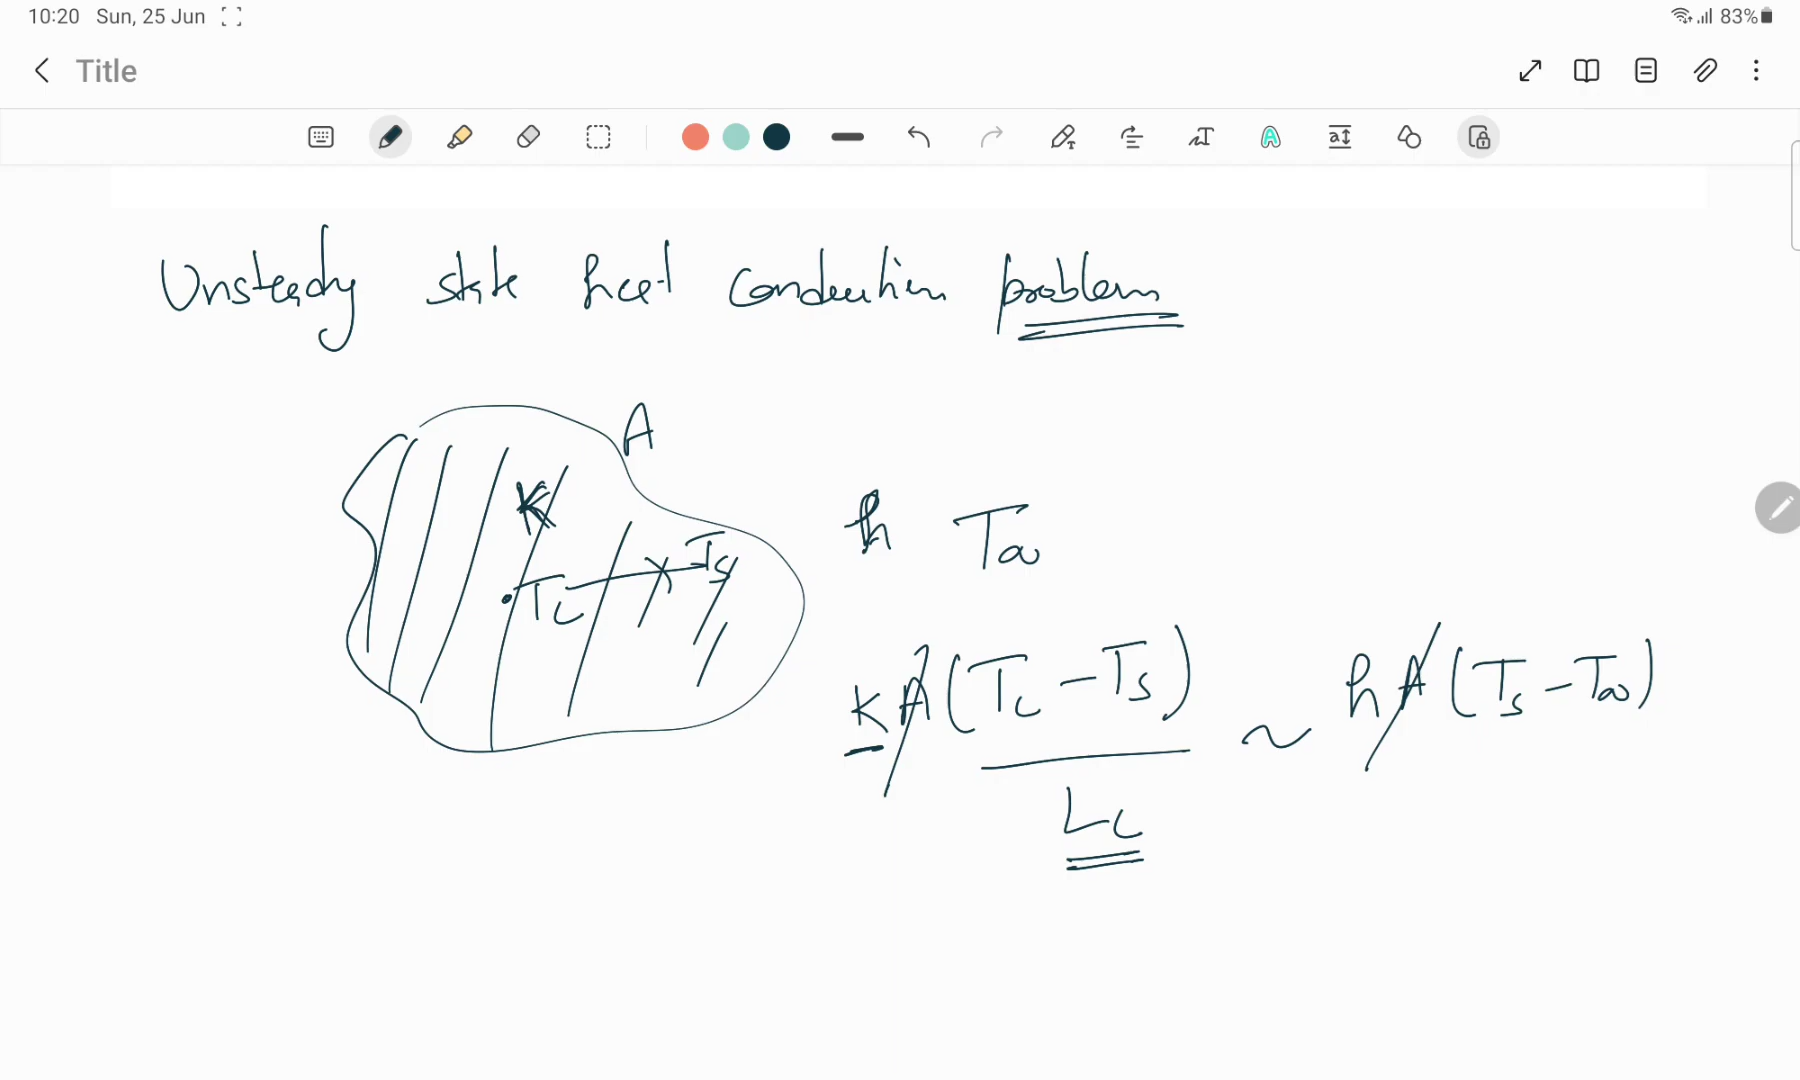 10:20 Sun, 25 Jun 83%
Title
Unsteady state heat conduction problem
A
K
h T∞
Tc Ts
kA(Tc - Ts) ~ hA(Ts - T∞)
Lc